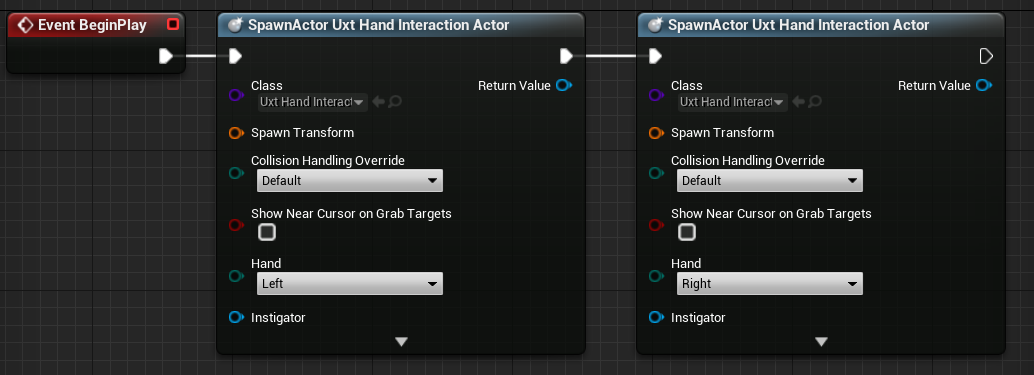 Event BeginPlay
SpawnActor Uxt Hand Interaction Actor
Class
Return Value
Uxt Hand Interact
Spawn Transform
Collision Handling Override
Default
Show Near Cursor on Grab Targets
Hand
Left
Instigator
SpawnActor Uxt Hand Interaction Actor
Class
Return Value
Uxt Hand Interact
Spawn Transform
Collision Handling Override
Default
Show Near Cursor on Grab Targets
Hand
Right
Instigator